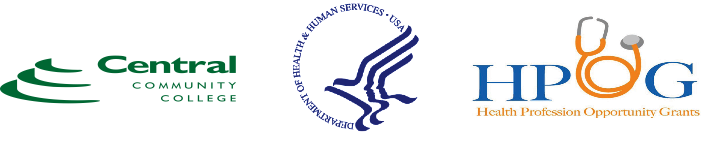 Central
COMMUNITY
COLLEGE
DEPARTMENT OF HEALTH & HUMAN SERVICES • USA
HPOG
Health Profession Opportunity Grants